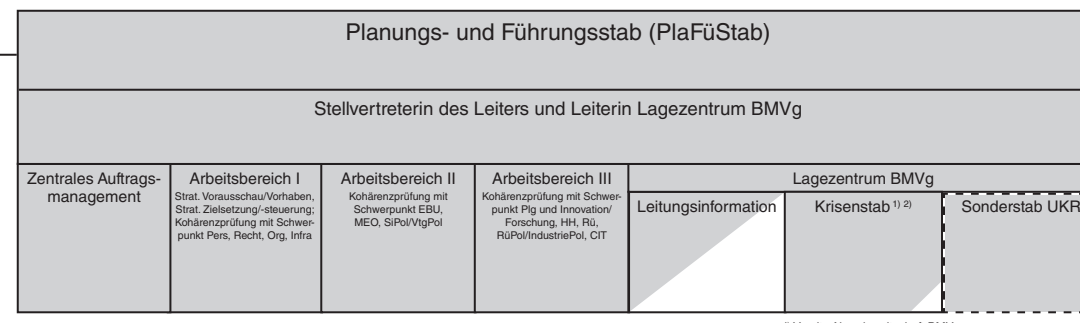 Planungs- und Führungsstab (PlaFüStab)
Stellvertreterin des Leiters und Leiterin Lagezentrum BMVg
Zentrales Auftrags-
management
Arbeitsbereich I
Strat. Vorausschau/Vorhaben,
Strat. Zielsetzung/-steuerung;
Kohärenzprüfung mit Schwer-
punkt Pers, Recht, Org, Infra
Arbeitsbereich II
Kohärenzprüfung mit
Schwerpunkt EBU,
MEO, SiPol/VtgPol
Arbeitsbereich III
Kohärenzprüfung mit Schwer-
punkt Plg und Innovation/
Forschung, HH, Rü,
RüPol/IndustriePol, CIT
Lagezentrum BMVg
Leitungsinformation
Krisenstab 1) 2)
Sonderstab UKR